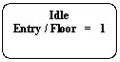 Idle
Entry / Floor = 1